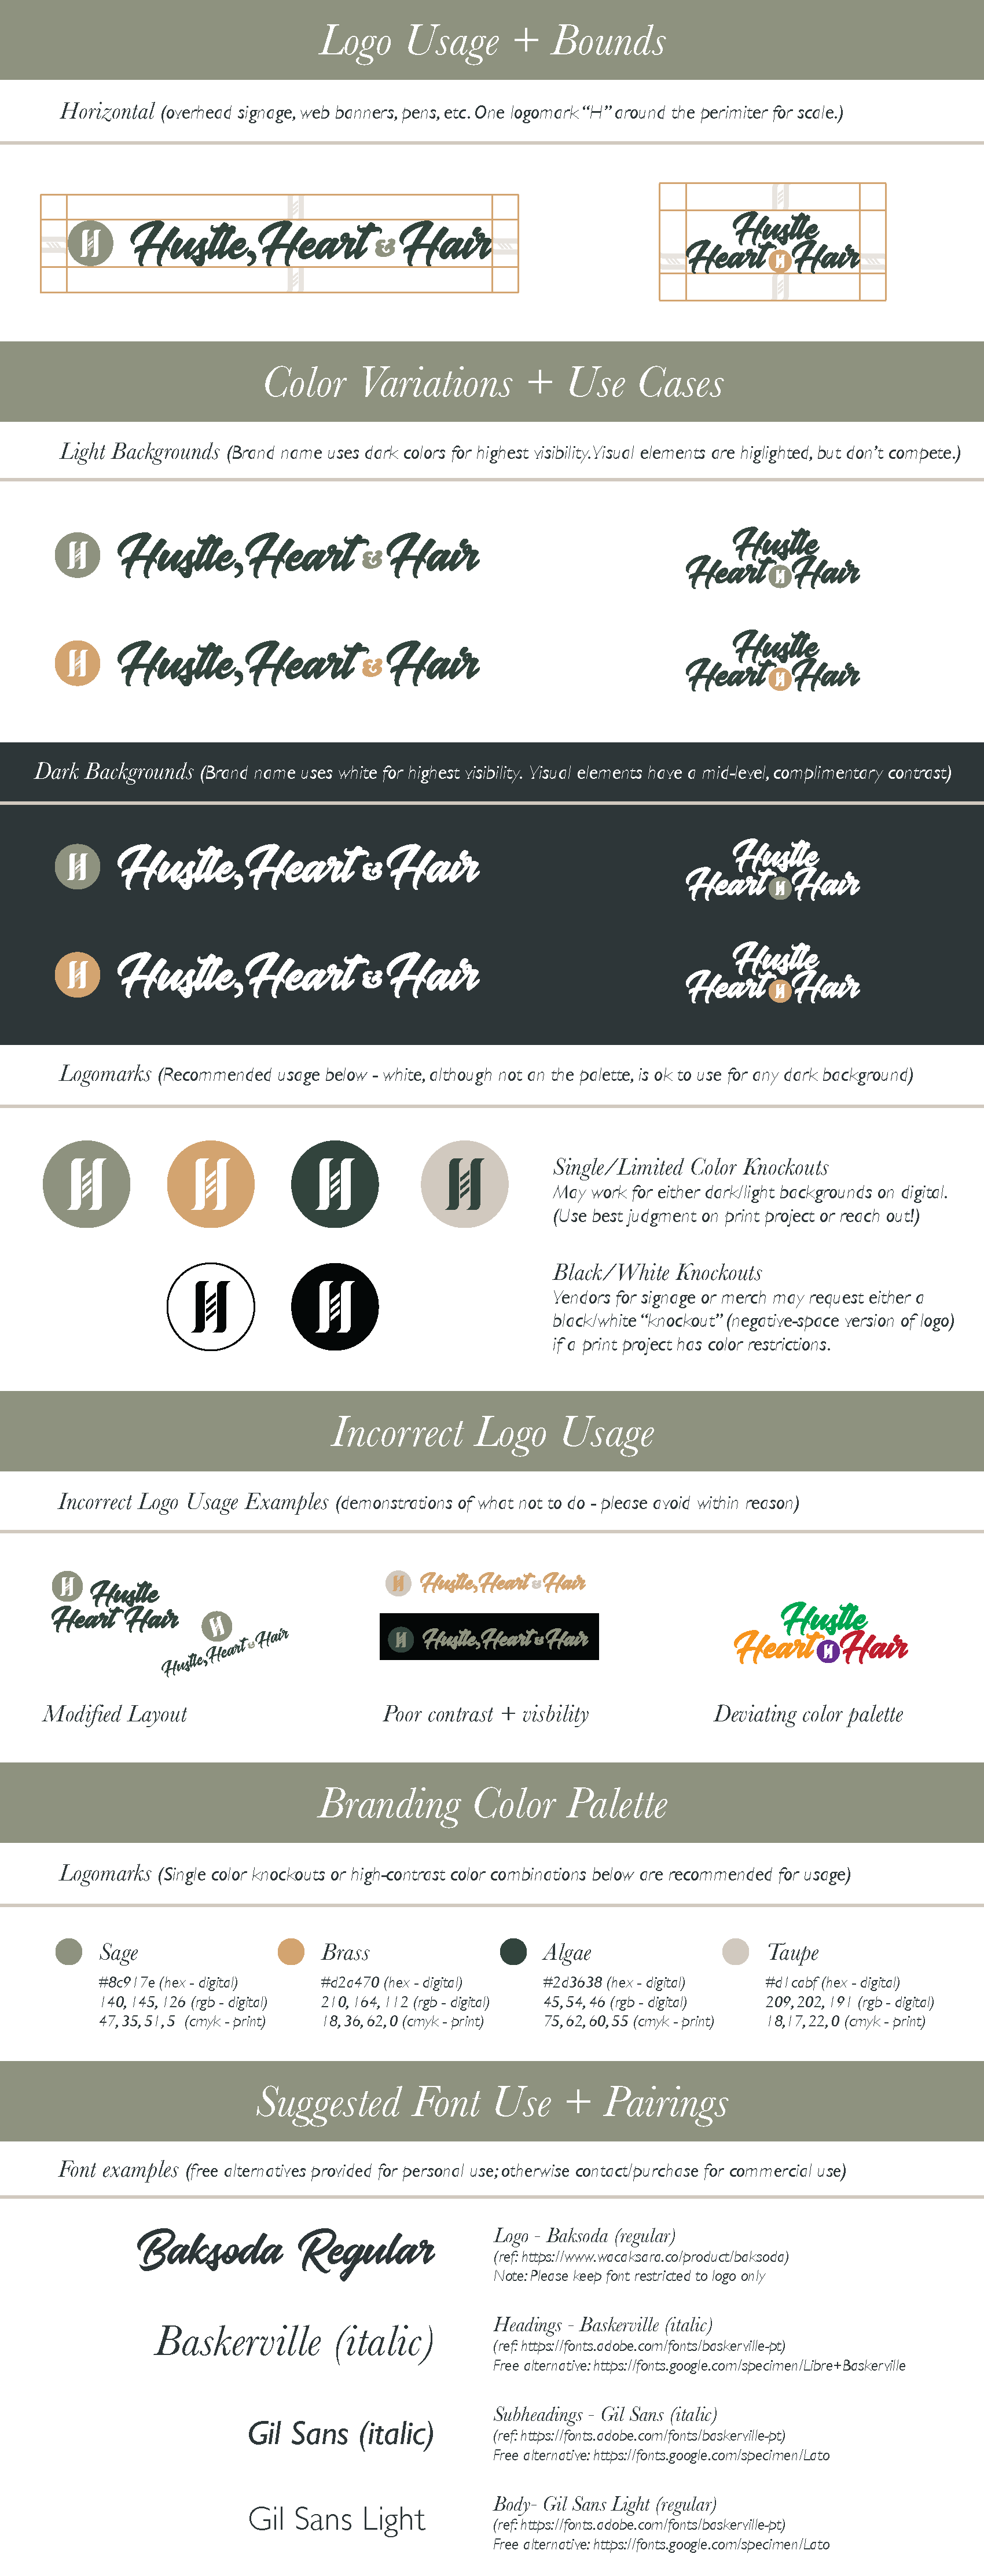 Logo Usage + Bounds
Horizontal (overhead signage, web banners, pens, etc. One logomark “H” around the perimiter for scale.)
H Hustle, Heart & Hair
Hustle
Heart H Hair
Color Variations + Use Cases
Light Backgrounds (Brand name uses dark colors for highest visibility. Visual elements are higlighted, but don’t compete.)
H Hustle, Heart & Hair
Hustle
Heart H Hair
H Hustle, Heart & Hair
Hustle
Heart H Hair
Dark Backgrounds (Brand name uses white for highest visibility. Visual elements have a mid-level, complimentary contrast)
H Hustle, Heart & Hair
Hustle
Heart H Hair
H Hustle, Heart & Hair
Hustle
Heart H Hair
Logomarks (Recommended usage below - white, although not an the palette, is ok to use for any dark background)
H H H H
Single/Limited Color Knockouts
May work for either dark/light backgrounds on digital.
(Use best judgment on print project or reach out!)
H H
Black/White Knockouts
Vendors for signage or merch may request either a
black/white “knockout” (negative-space version of logo)
if a print project has color restrictions.
Incorrect Logo Usage
Incorrect Logo Usage Examples (demonstrations of what not to do - please avoid within reason)
H Hustle
Heart Hair
H
Hustle, Heart & Hair
Modified Layout
H Hustle, Heart & Hair
H Hustle, Heart & Hair
Poor contrast + visbility
Hustle
Heart H Hair
Deviating color palette
Branding Color Palette
Logomarks (Single color knockouts or high-contrast color combinations below are recommended for usage)
Sage
#8c917e (hex - digital)
140, 145, 126 (rgb - digital)
47, 35, 51, 5 (cmyk - print)
Brass
#d2a470 (hex - digital)
210, 164, 112 (rgb - digital)
18, 36, 62, 0 (cmyk - print)
Algae
#2d3638 (hex - digital)
45, 54, 46 (rgb - digital)
75, 62, 60, 55 (cmyk - print)
Taupe
#d1cabf (hex - digital)
209, 202, 191 (rgb - digital)
18, 17, 22, 0 (cmyk - print)
Suggested Font Use + Pairings
Font examples (free alternatives provided for personal use; otherwise contact/purchase for commercial use)
Baksoda Regular
Logo - Baksoda (regular)
(ref: https://www.wacaksara.co/product/baksoda)
Note: Please keep font restricted to logo only
Baskerville (italic)
Headings - Baskerville (italic)
(ref: https://fonts.adobe.com/fonts/baskerville-pt)
Free alternative: https://fonts.google.com/specimen/Libre+Baskerville
Gil Sans (italic)
Subheadings - Gil Sans (italic)
(ref: https://fonts.adobe.com/fonts/baskerville-pt)
Free alternative: https://fonts.google.com/specimen/Lato
Gil Sans Light
Body- Gil Sans Light (regular)
(ref: https://fonts.adobe.com/fonts/baskerville-pt)
Free alternative: https://fonts.google.com/specimen/Lato